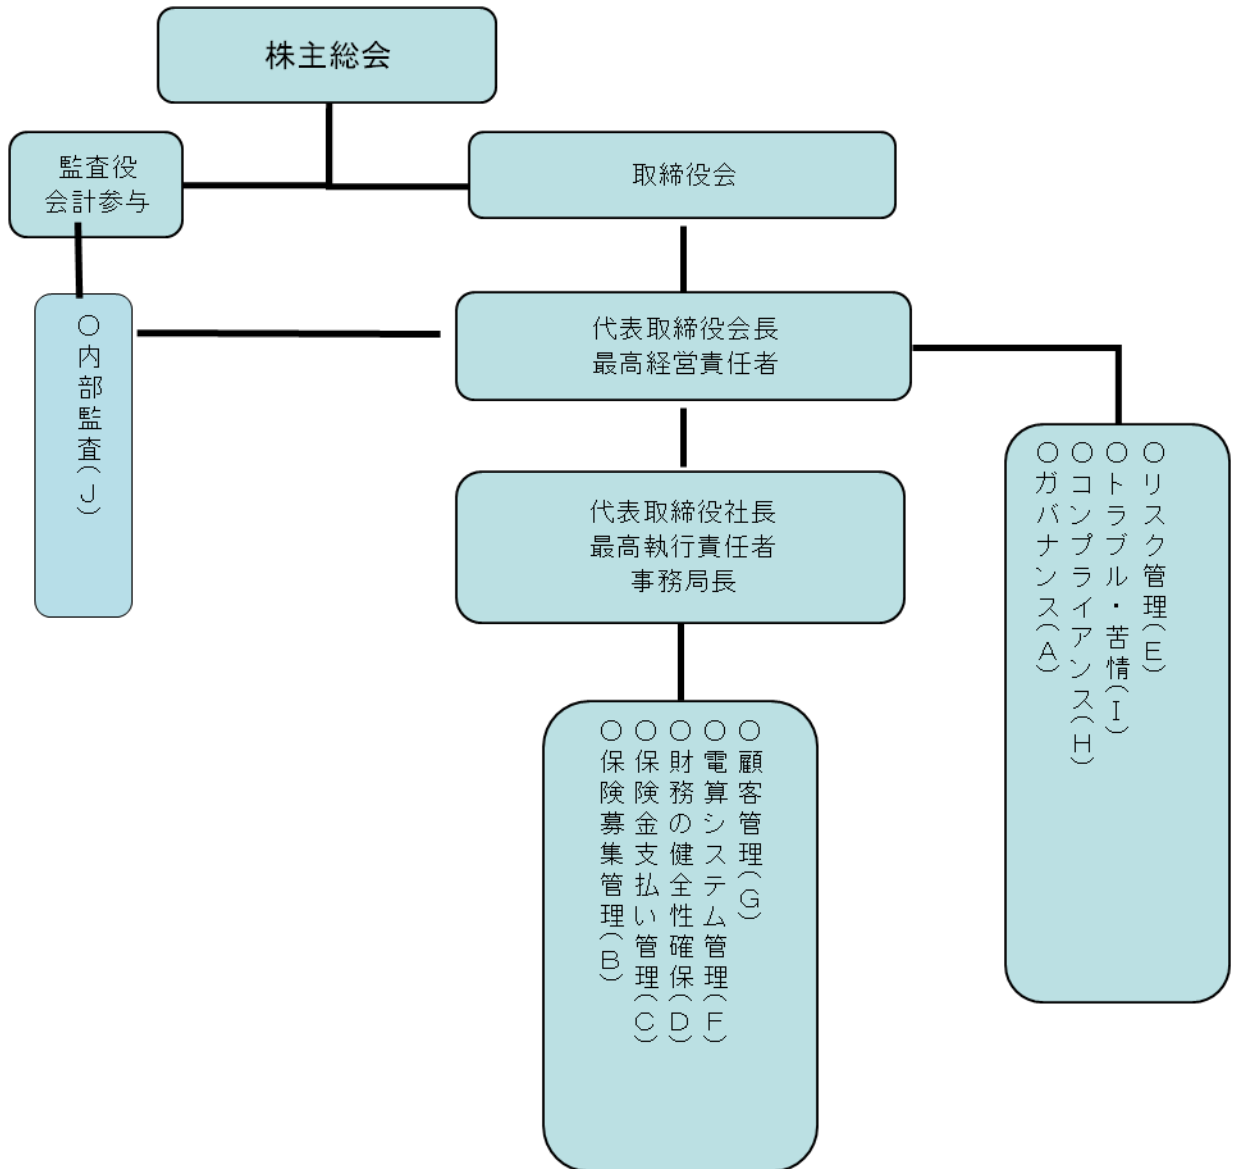 株主総会
監査役
会計参与
取締役会
代表取締役会長
最高経営責任者
○内部監査(J)
代表取締役社長
最高執行責任者
事務局長
○リスク管理(E)
○トラブル・苦情(I)
○コンプライアンス(H)
○ガバナンス(A)
○顧客管理(G)
○電算システム管理(F)
○財務の健全性確保(D)
○保険金支払い管理(C)
○保険募集管理(B)